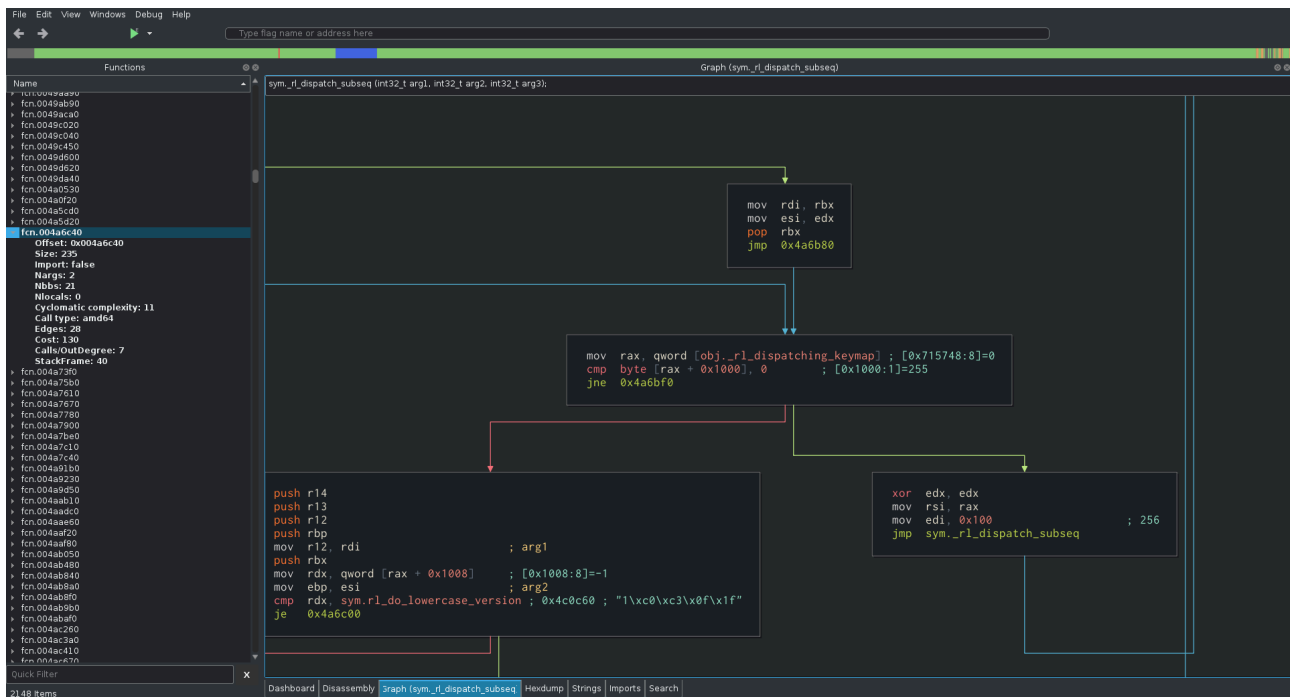 File Edit View Windows Debug Help
Type flag name or address here
Functions
Graph (sym._rl_dispatch_subseq)
Name
sym._rl_dispatch_subseq (int32_t arg1, int32_t arg2, int32_t arg3);
fcn.0049aa90
fcn.0049ab90
fcn.0049aca0
fcn.0049c020
fcn.0049c040
fcn.0049c450
fcn.0049d600
fcn.0049d620
fcn.0049da40
fcn.004a0530
fcn.004a0f20
fcn.004a5cd0
fcn.004a5d20
fcn.004a6c40
Offset: 0x004a6c40
Size: 235
Import: false
Nargs: 2
Nbbs: 21
Nlocals: 0
Cyclomatic complexity: 11
Call type: amd64
Edges: 28
Cost: 130
Calls/OutDegree: 7
StackFrame: 40
fcn.004a73f0
fcn.004a75b0
fcn.004a7610
fcn.004a7670
fcn.004a7780
fcn.004a7900
fcn.004a7be0
fcn.004a7c10
fcn.004a7c40
fcn.004a91b0
fcn.004a9230
fcn.004a9d50
fcn.004aab10
fcn.004aadc0
fcn.004aae60
fcn.004aaf20
fcn.004aaf80
fcn.004ab050
fcn.004ab480
fcn.004ab840
fcn.004ab8a0
fcn.004ab8f0
fcn.004ab9b0
fcn.004abaf0
fcn.004ac260
fcn.004ac3a0
fcn.004ac410
fcn.004ac670
Quick Filter X
2148 Items
mov rdi, rbx
mov esi, edx
pop rbx
jmp 0x4a6b80
mov rax, qword [obj._rl_dispatching_keymap] ; [0x715748:8]=0
cmp byte [rax + 0x1000], 0 ; [0x1000:1]=255
jne 0x4a6bf0
push r14
push r13
push r12
push rbp
mov r12, rdi ; arg1
push rbx
mov rdx, qword [rax + 0x1008] ; [0x1008:8]=-1
mov ebp, esi ; arg2
cmp rdx, sym.rl_do_lowercase_version ; 0x4c0c60 ; "1\xc0\xc3\x0f\x1f"
je 0x4a6c00
xor edx, edx
mov rsi, rax
mov edi, 0x100 ; 256
jmp sym._rl_dispatch_subseq
Dashboard Disassembly Graph (sym._rl_dispatch_subseq Hexdump Strings Imports Search